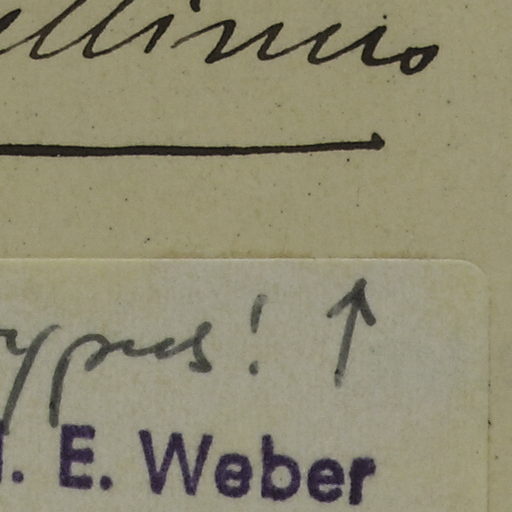 ellinus
ypus! ↑
. E. Weber